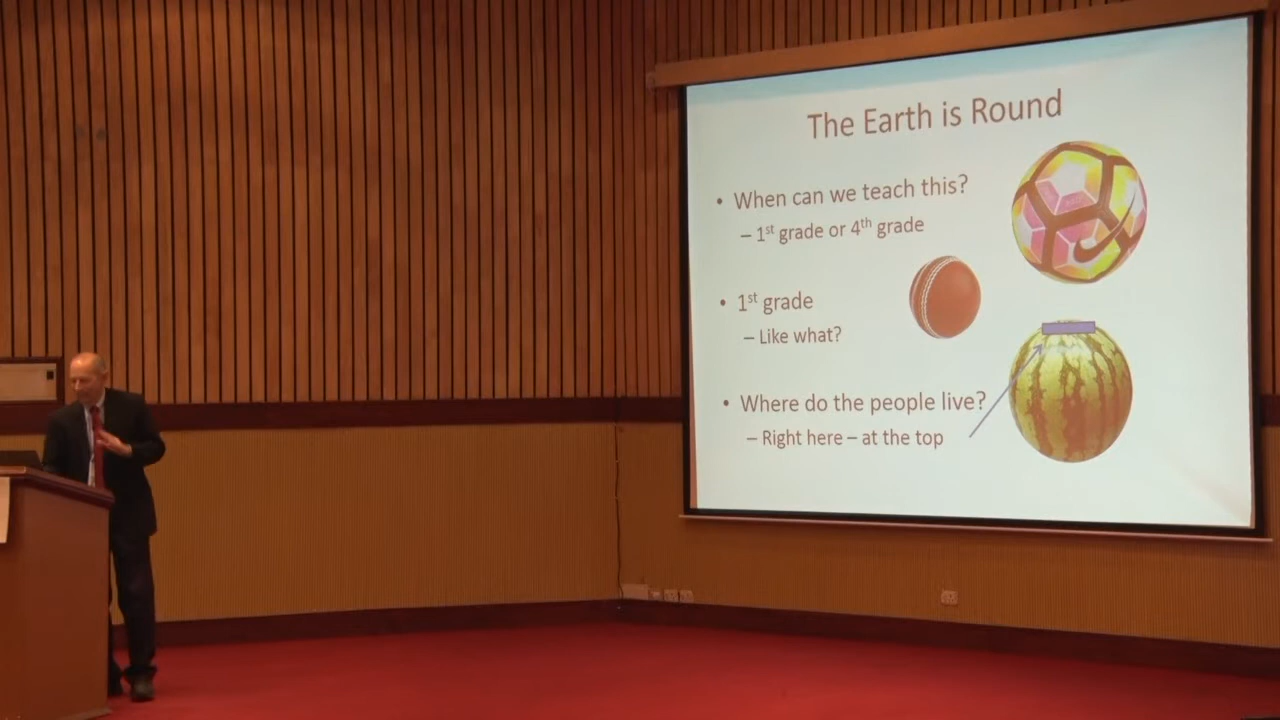 The Earth is Round
• When can we teach this?
– 1st grade or 4th grade
• 1st grade
– Like what?
• Where do the people live?
– Right here – at the top